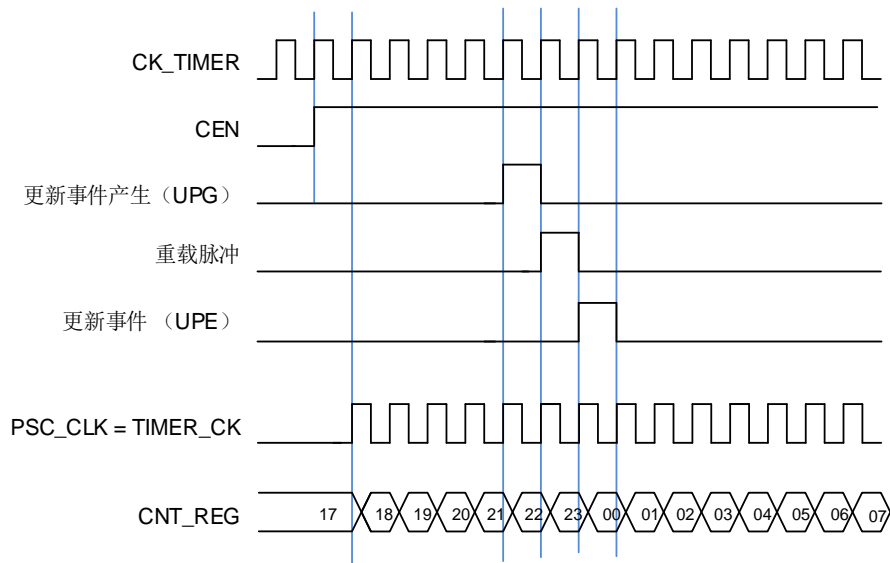 CK_TIMER
CEN
更新事件产生（UPG）
重载脉冲
更新事件 （UPE）
PSC_CLK = TIMER_CK
CNT_REG 17 18 19 20 21 22 23 00 01 02 03 04 05 06 07